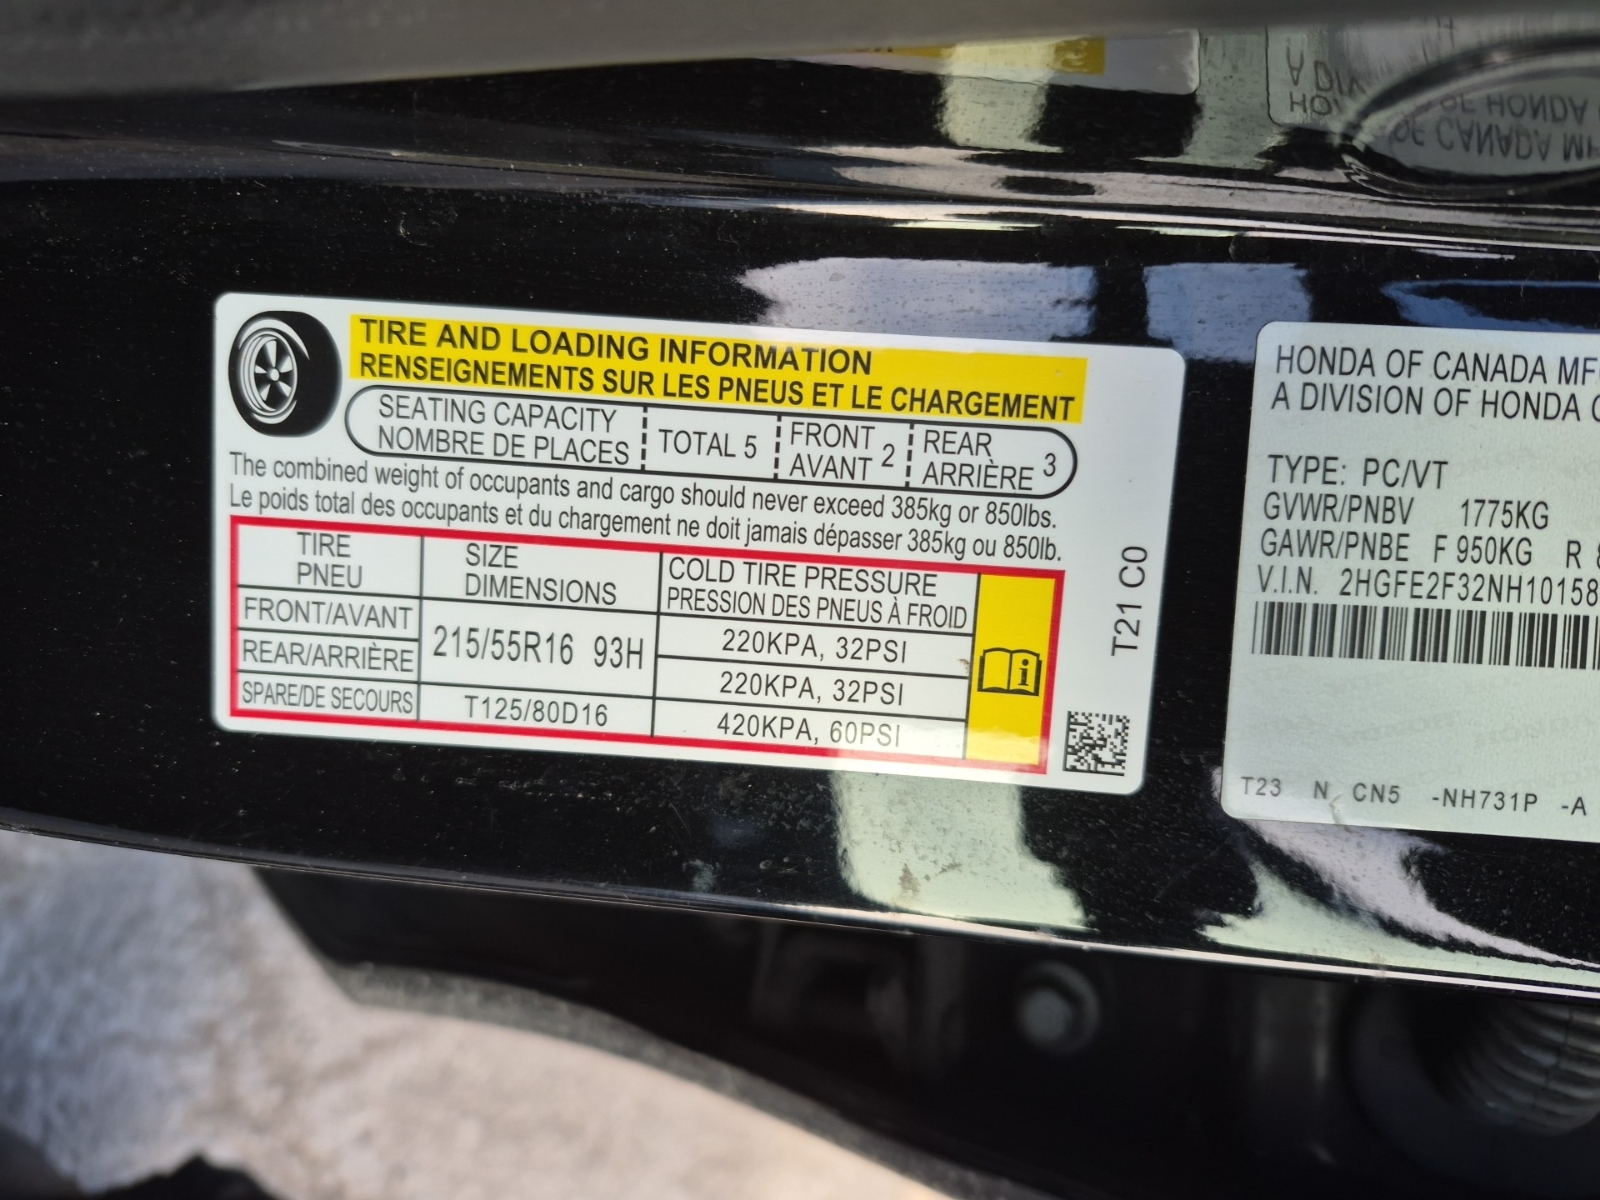 TIRE AND LOADING INFORMATION
RENSEIGNEMENTS SUR LES PNEUS ET LE CHARGEMENT
SEATING CAPACITY
NOMBRE DE PLACES
TOTAL 5
FRONT
AVANT 2
REAR
ARRIÈRE 3
The combined weight of occupants and cargo should never exceed 385kg or 850lbs.
Le poids total des occupants et du chargement ne doit jamais dépasser 385kg ou 850lb.
TIRE
PNEU
SIZE
DIMENSIONS
COLD TIRE PRESSURE
PRESSION DES PNEUS À FROID
FRONT/AVANT
215/55R16 93H
220KPA, 32PSI
REAR/ARRIÈRE
220KPA, 32PSI
SPARE/DE SECOURS
T125/80D16
420KPA, 60PSI
T21 C0
HONDA OF CANADA MF
A DIVISION OF HONDA
TYPE: PC/VT
GVWR/PNBV 1775KG
GAWR/PNBE F 950KG R 8
V.I.N. 2HGFE2F32NH10158
T23 N CN5 -NH731P -A